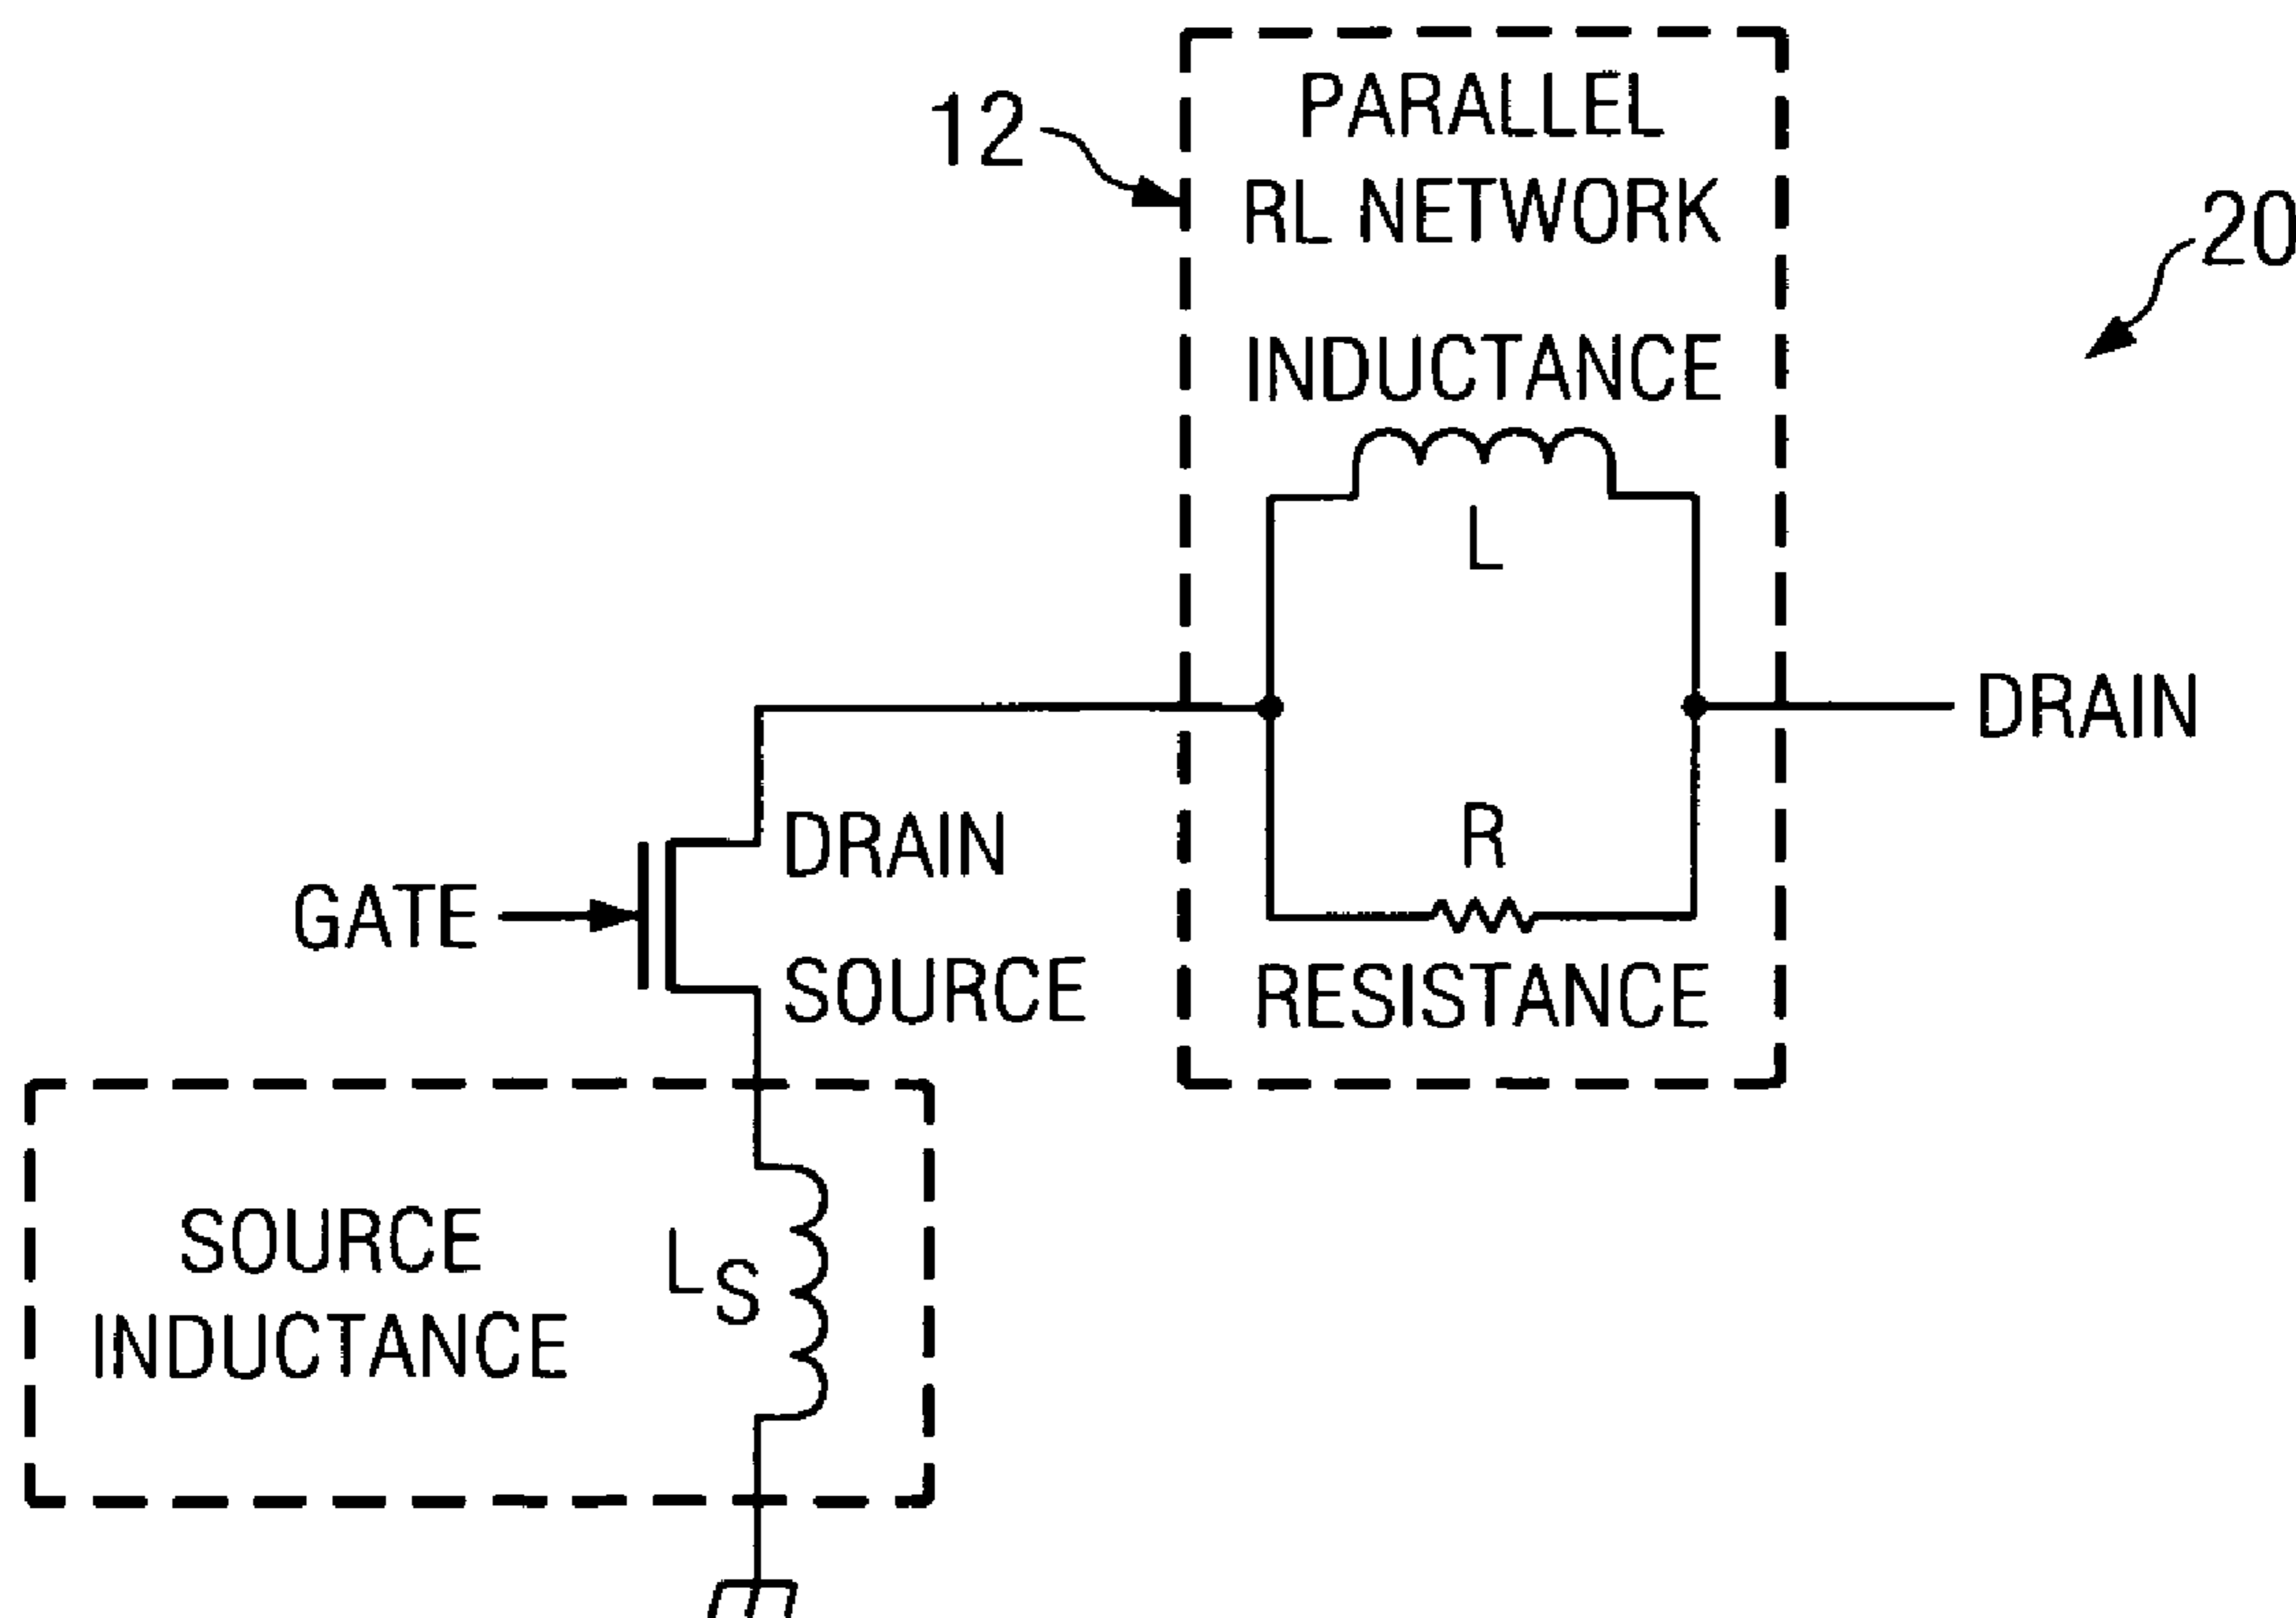 12
PARALLEL
RL NETWORK
20
INDUCTANCE
L
DRAIN
R
DRAIN
GATE
SOURCE
RESISTANCE
SOURCE
INDUCTANCE
LS